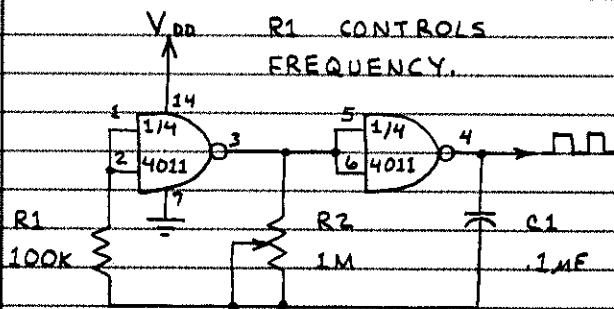 VDD R1 CONTROLS
FREQUENCY.
14
1 1/4 3 5 1/4 4
2 4011 6 4011
7
R1 R2 C1
100K 1M .1MF